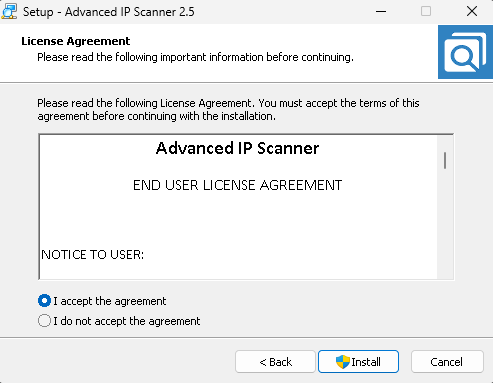 Setup - Advanced IP Scanner 2.5
License Agreement
Please read the following important information before continuing.
Please read the following License Agreement. You must accept the terms of this
agreement before continuing with the installation.
Advanced IP Scanner
END USER LICENSE AGREEMENT
NOTICE TO USER:
I accept the agreement
I do not accept the agreement
< Back
Install
Cancel